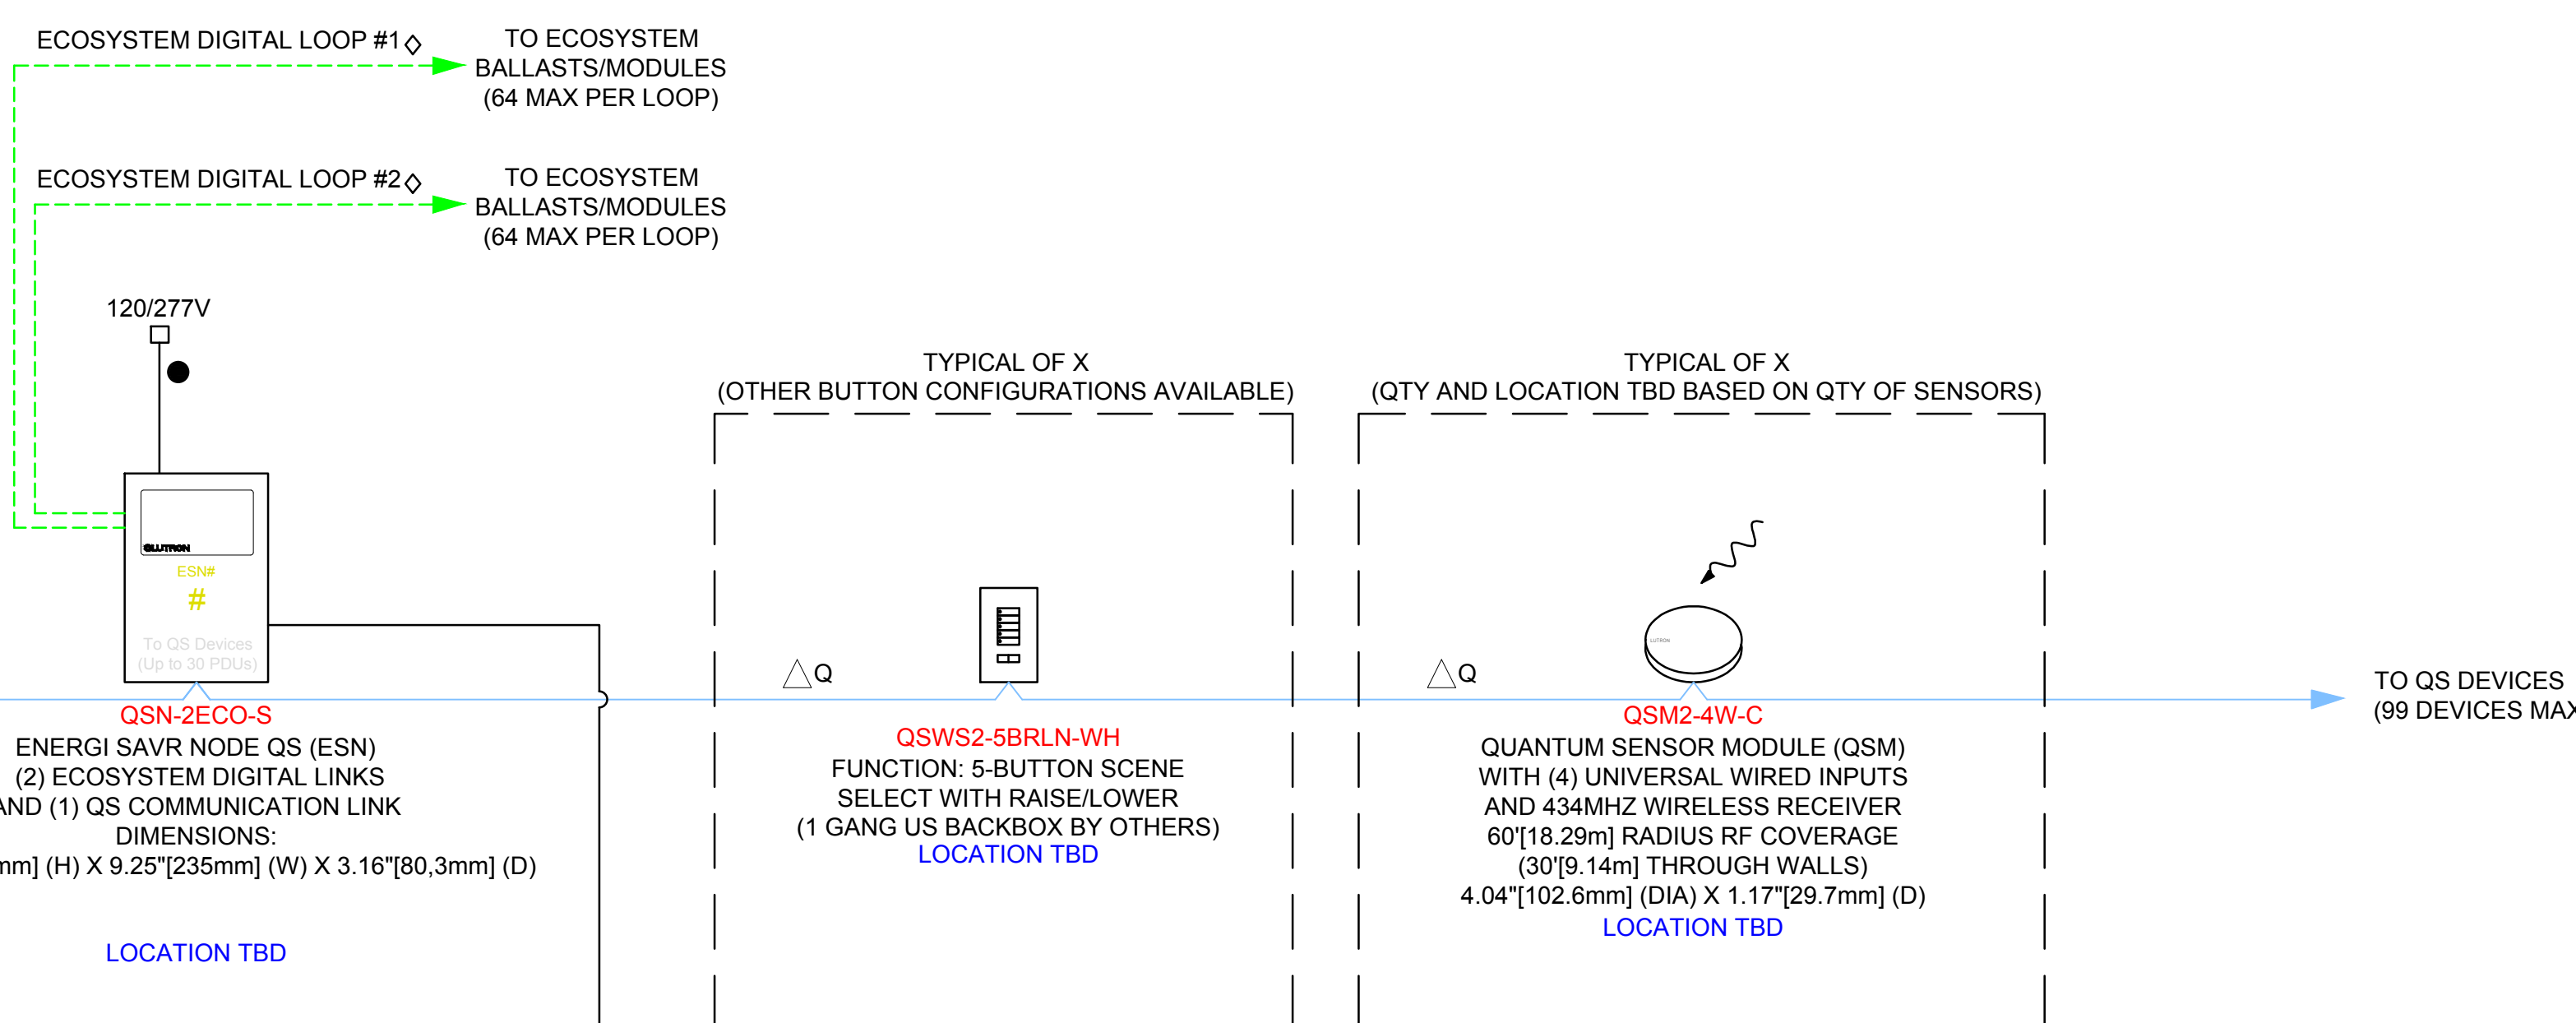 ECOSYSTEM DIGITAL LOOP #1
TO ECOSYSTEM
BALLASTS/MODULES
(64 MAX PER LOOP)
ECOSYSTEM DIGITAL LOOP #2
TO ECOSYSTEM
BALLASTS/MODULES
(64 MAX PER LOOP)
120/277V
LUTRON
ESN#
#
To QS Devices
(Up to 30 PDUs)
QSN-2ECO-S
ENERGI SAVR NODE QS (ESN)
(2) ECOSYSTEM DIGITAL LINKS
AND (1) QS COMMUNICATION LINK
DIMENSIONS:
mm] (H) X 9.25"[235mm] (W) X 3.16"[80,3mm] (D)
LOCATION TBD
TYPICAL OF X
(OTHER BUTTON CONFIGURATIONS AVAILABLE)
Q
QSWS2-5BRLN-WH
FUNCTION: 5-BUTTON SCENE
SELECT WITH RAISE/LOWER
(1 GANG US BACKBOX BY OTHERS)
LOCATION TBD
TYPICAL OF X
(QTY AND LOCATION TBD BASED ON QTY OF SENSORS)
LUTRON
Q
QSM2-4W-C
QUANTUM SENSOR MODULE (QSM)
WITH (4) UNIVERSAL WIRED INPUTS
AND 434MHZ WIRELESS RECEIVER
60'[18.29m] RADIUS RF COVERAGE
(30'[9.14m] THROUGH WALLS)
4.04"[102.6mm] (DIA) X 1.17"[29.7mm] (D)
LOCATION TBD
TO QS DEVICES
(99 DEVICES MAX